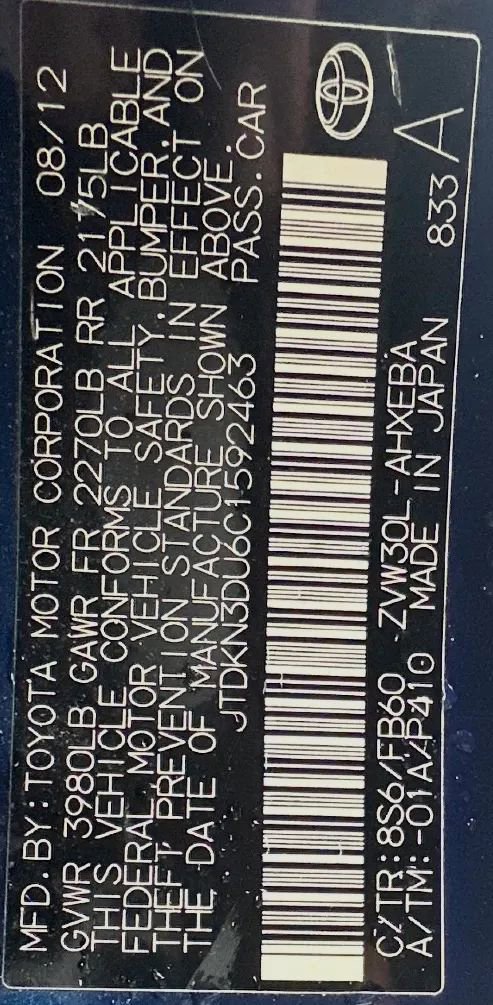 MFD.BY:TOYOTA MOTOR CORPORATION 08/12
GVWR 3980LB GAWR FR 2270LB RR 2175LB
THIS VEHICLE CONFORMS TO ALL APPLICABLE
FEDERAL MOTOR VEHICLE SAFETY,BUMPER,AND
THEFT PREVENTION STANDARDS IN EFFECT ON
THE DATE OF MANUFACTURE SHOWN ABOVE.
JTDKN3DU6C1592463 PASS.CAR
C/TR:8S6/FB60 ZVW30L-AHXEBA
A/TM:-01A/P410 MADE IN JAPAN
833 A